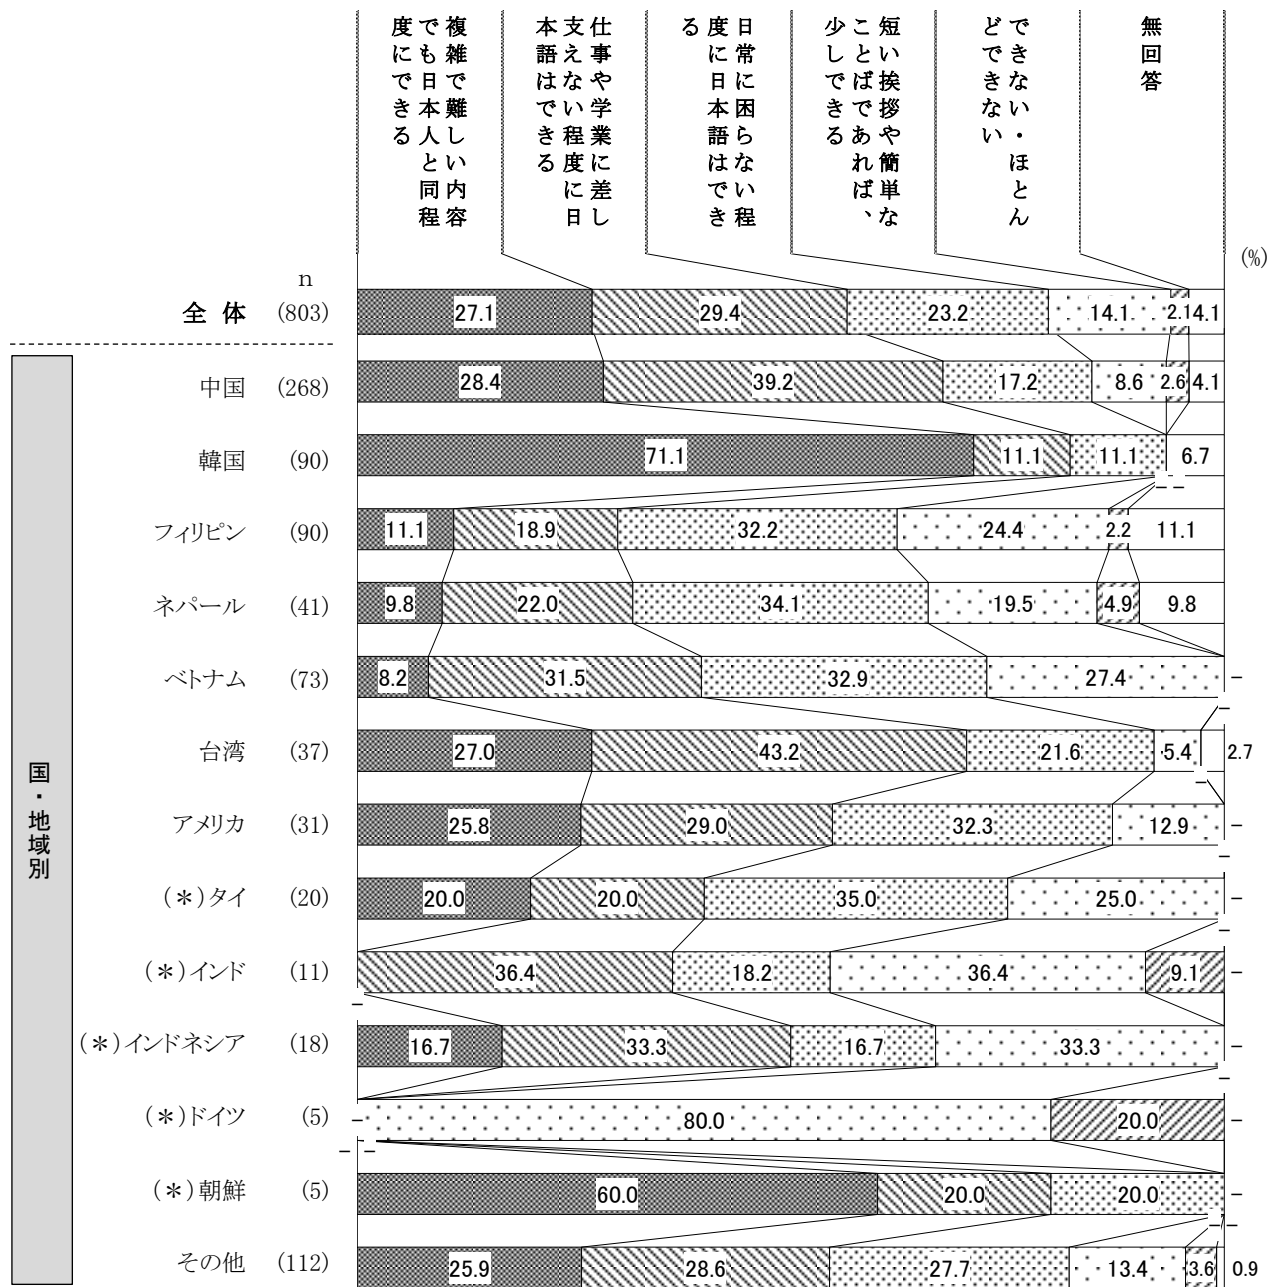 複雑で難しい内容
でも日本人と同程
度にできる
仕事や学業に差し
支えない程度に日
本語はできる
日常に困らない程
度に日本語はでき
る
短い挨拶や簡単な
ことばであれば、
少しできる
できない・ほとん
どできない
無回答
(%)
n
全 体 (803) 27.1 29.4 23.2 14.1 2.1 4.1
中国 (268) 28.4 39.2 17.2 8.6 2.6 4.1
韓国 (90) 71.1 11.1 11.1 - - 6.7
フィリピン (90) 11.1 18.9 32.2 24.4 2.2 11.1
ネパール (41) 9.8 22.0 34.1 19.5 4.9 9.8
ベトナム (73) 8.2 31.5 32.9 27.4 - -
台湾 (37) 27.0 43.2 21.6 5.4 - 2.7
アメリカ (31) 25.8 29.0 32.3 12.9 - -
(*)タイ (20) 20.0 20.0 35.0 25.0 - -
(*)インド (11) - 36.4 18.2 36.4 9.1 -
(*)インドネシア (18) 16.7 33.3 16.7 33.3 - -
(*)ドイツ (5) - - - 80.0 20.0 -
(*)朝鮮 (5) 60.0 20.0 20.0 - - -
その他 (112) 25.9 28.6 27.7 13.4 3.6 0.9
国・地域別